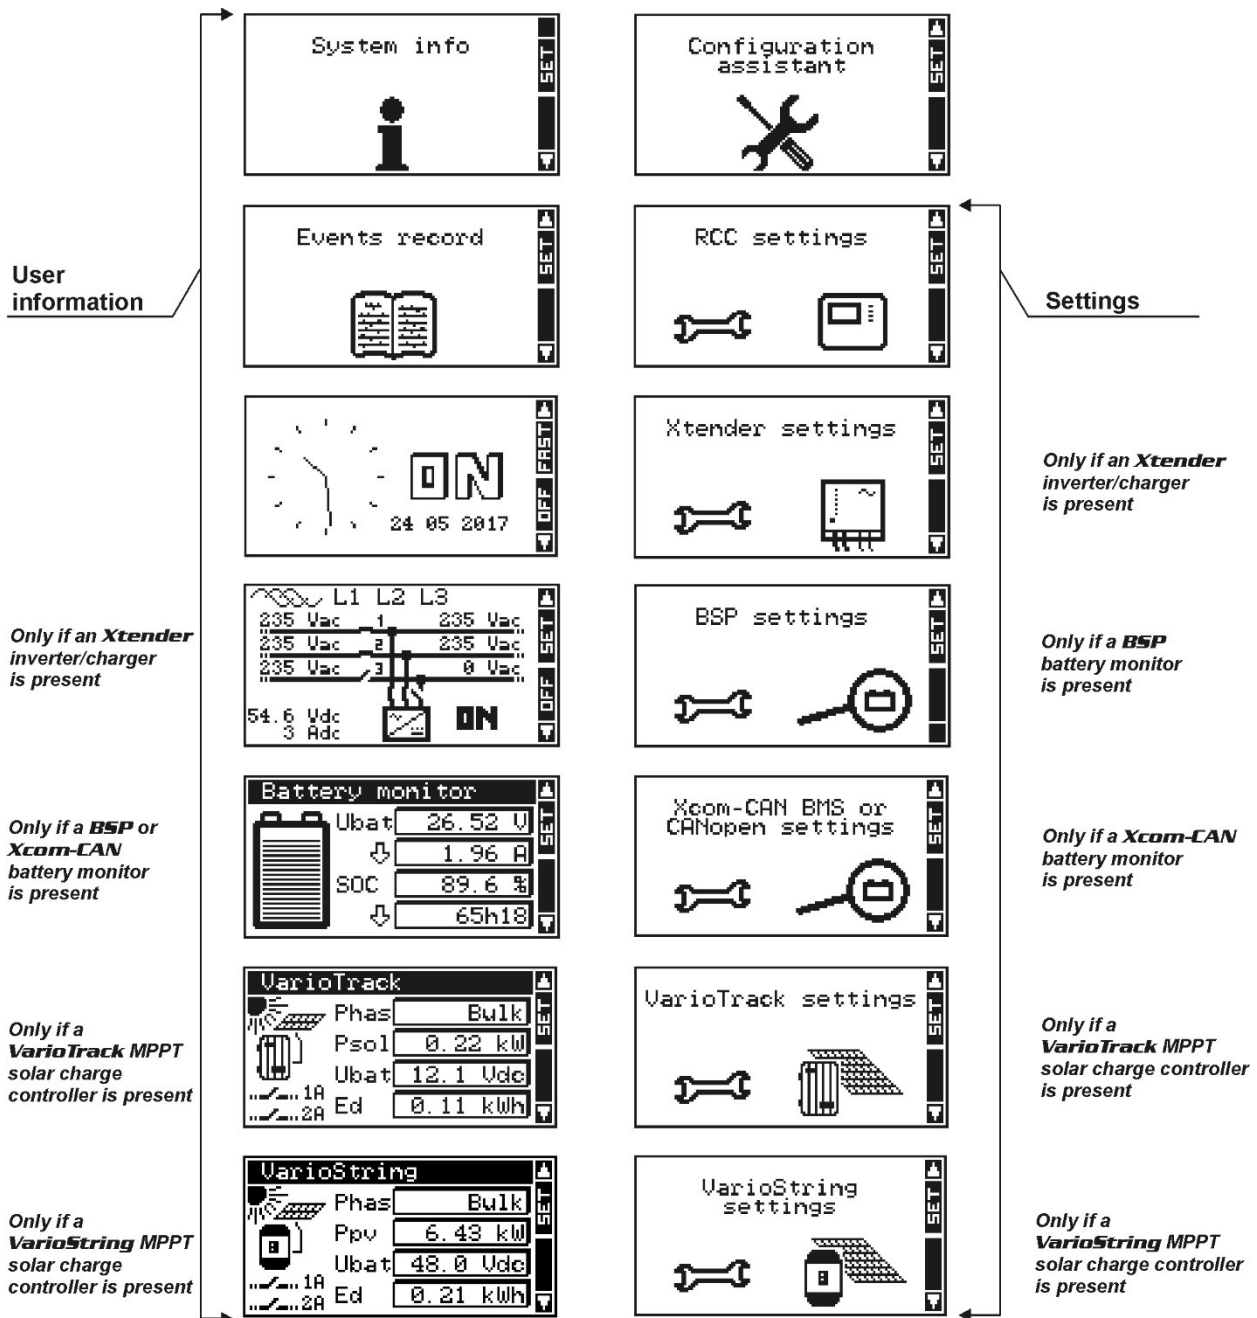 System info
SET
Configuration
assistant
SET
User
information
Events record
SET
RCC settings
SET
Settings
ON
24 05 2017
OFF FAST
Xtender settings
SET
Only if an Xtender
inverter/charger
is present
Only if an Xtender
inverter/charger
is present
L1 L2 L3
235 Vac 1 235 Vac
235 Vac 2 235 Vac
235 Vac 3 0 Vac
54.6 Vdc
3 Adc
ON
OFF SET
BSP settings
SET
Only if a BSP
battery monitor
is present
Only if a BSP or
Xcom-CAN
battery monitor
is present
Battery monitor
Ubat 26.52 V
1.96 A
SOC 89.6 %
65h18
SET
Xcom-CAN BMS or
CANopen settings
SET
Only if a Xcom-CAN
battery monitor
is present
Only if a
VarioTrack MPPT
solar charge
controller is present
VarioTrack
Phas Bulk
Psol 0.22 kW
Ubat 12.1 Vdc
1A
2A
Ed 0.11 kWh
SET
VarioTrack settings
SET
Only if a
VarioTrack MPPT
solar charge controller
is present
Only if a
VarioString MPPT
solar charge
controller is present
VarioString
Phas Bulk
Ppv 6.43 kW
Ubat 48.0 Vdc
1A
2A
Ed 0.21 kWh
SET
VarioString
settings
SET
Only if a
VarioString MPPT
solar charge controller
is present